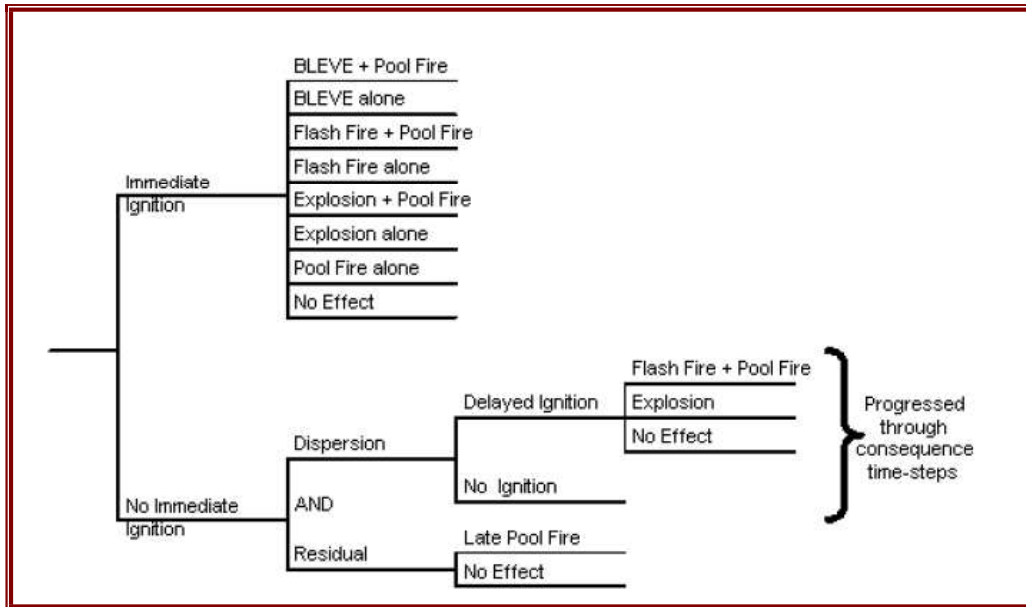 BLEVE + Pool Fire
BLEVE alone
Flash Fire + Pool Fire
Flash Fire alone
Immediate
Ignition
Explosion + Pool Fire
Explosion alone
Pool Fire alone
No Effect
Flash Fire + Pool Fire
Delayed Ignition
Explosion
No Effect
Progressed
through
consequence
time-steps
Dispersion
No Ignition
No Immediate
Ignition
AND
Residual
Late Pool Fire
No Effect